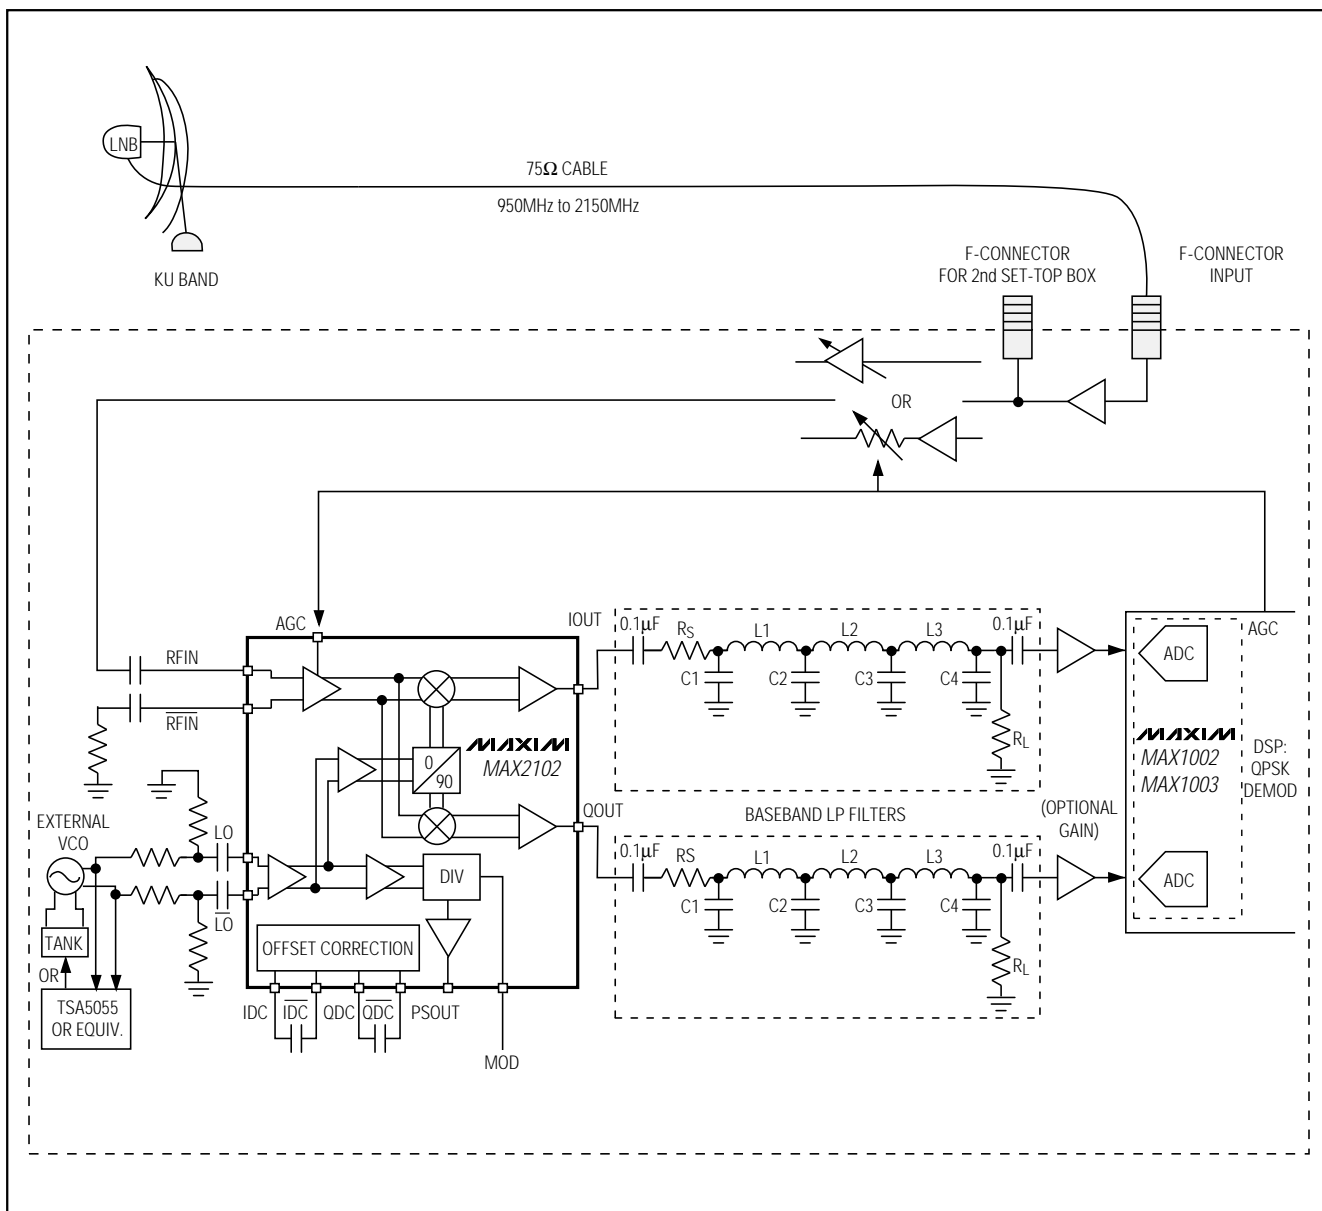 LNB
75Ω CABLE
950MHz to 2150MHz
KU BAND
F-CONNECTOR
FOR 2nd SET-TOP BOX
F-CONNECTOR
INPUT
OR
AGC
IOUT
0.1µF
RS
L1
L2
L3
0.1µF
C1
C2
C3
C4
RL
AGC
ADC
RFIN
RFIN
MAXIM
MAX2102
0
90
MAXIM
MAX1002
MAX1003
DSP:
QPSK
DEMOD
EXTERNAL
VCO
LO
LO
TANK
OR
TSA5055
OR EQUIV.
DIV
OFFSET CORRECTION
IDC
IDC
QDC
QDC
PSOUT
MOD
QOUT
BASEBAND LP FILTERS
(OPTIONAL
GAIN)
0.1µF
RS
L1
L2
L3
0.1µF
C1
C2
C3
C4
RL
ADC